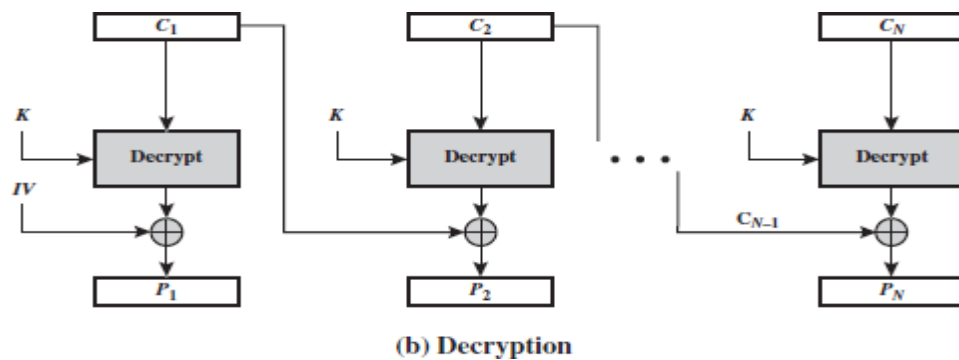 C1 C2 CN
K K K
Decrypt Decrypt Decrypt
IV
CN–1
P1 P2 PN
(b) Decryption